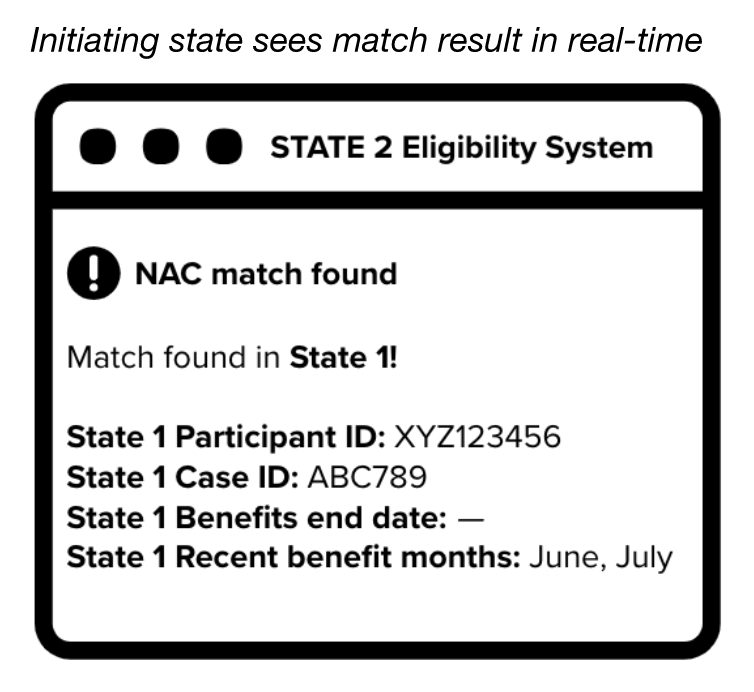 Initiating state sees match result in real-time
STATE 2 Eligibility System
NAC match found
Match found in State 1!
State 1 Participant ID: XYZ123456
State 1 Case ID: ABC789
State 1 Benefits end date: —
State 1 Recent benefit months: June, July